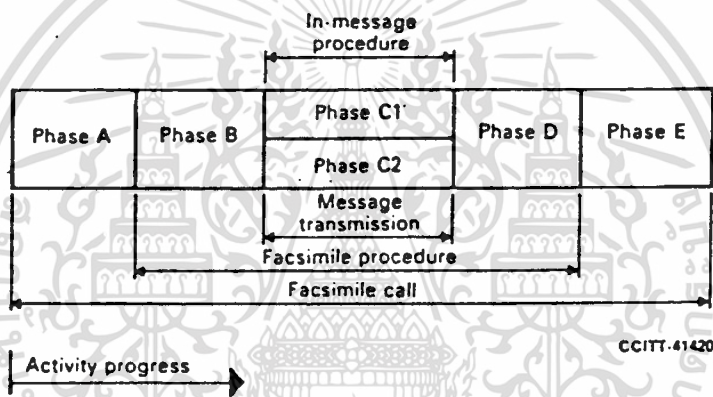 In-message
procedure
Phase A
Phase B
Phase C1
Phase C2
Phase D
Phase E
Message
transmission
Facsimile procedure
Facsimile call
CCITT-41420
Activity progress